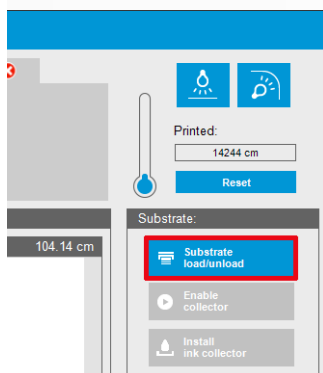 Printed:
14244 cm
Reset
Substrate:
104.14 cm
Substrate
load/unload
Enable
collector
Install
ink collector